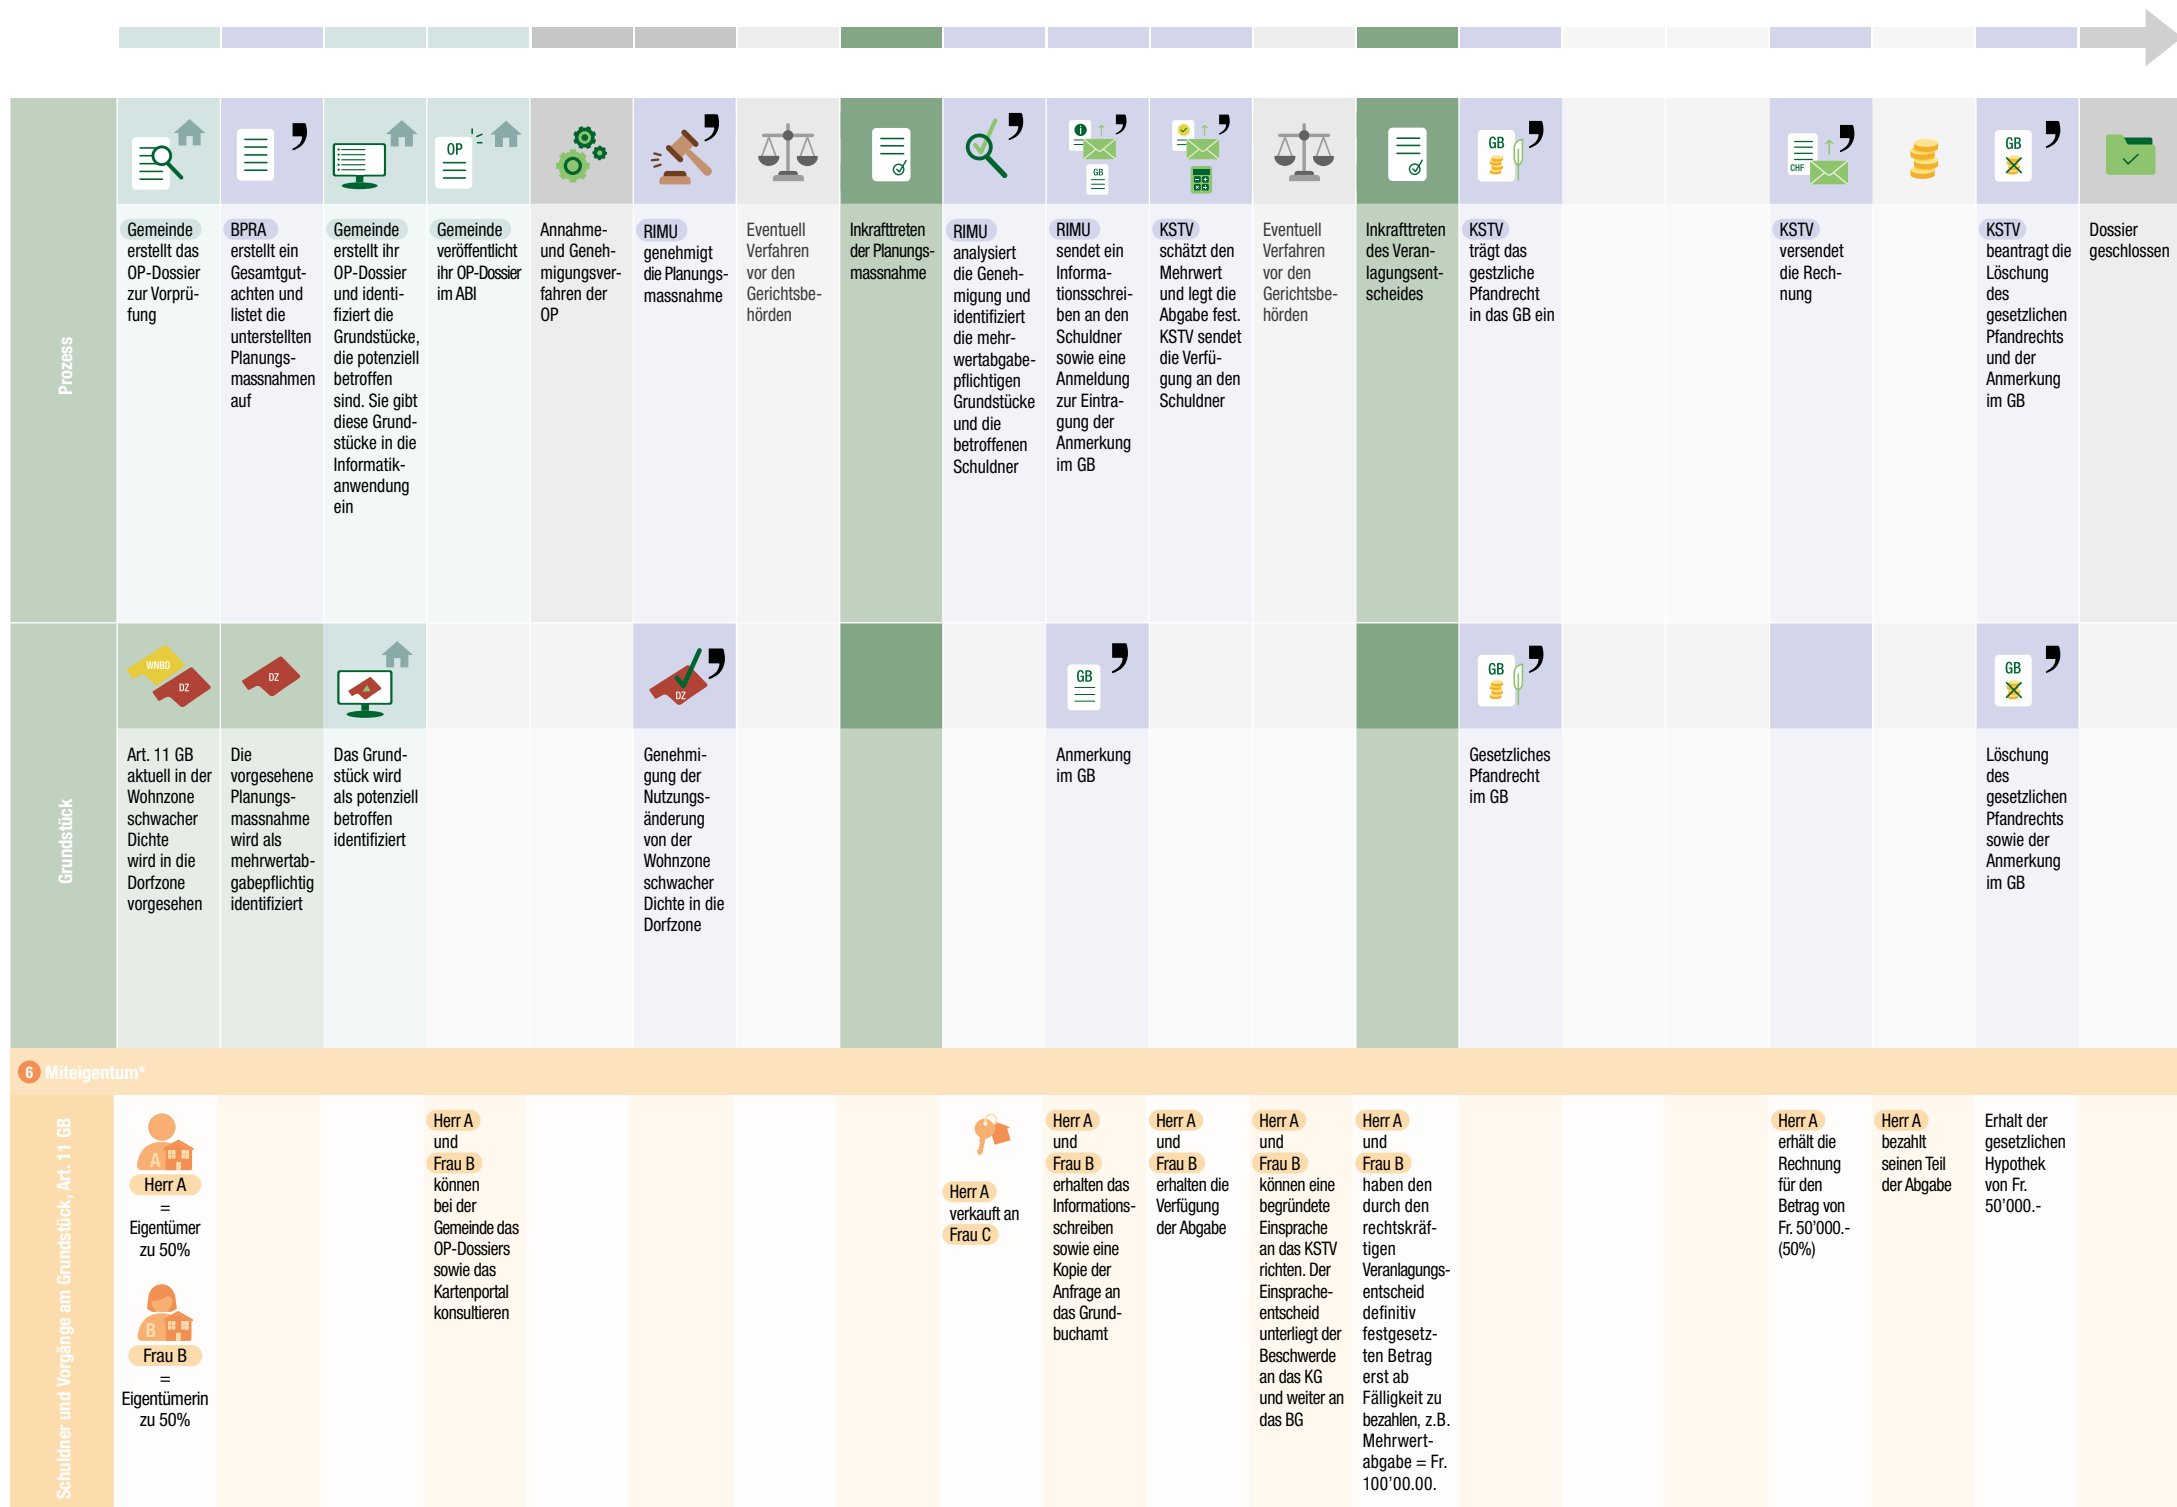 OP
GB
GB
CHF
GB
Prozess
Gemeinde
erstellt das
OP-Dossier
zur Vorprü-
fung
BPRA
erstellt ein
Gesamtgut-
achten und
listet die
unterstellten
Planungs-
massnahmen
auf
Gemeinde
erstellt ihr
OP-Dossier
und identi-
fiziert die
Grundstücke,
die potenziell
betroffen
sind. Sie gibt
diese Grund-
stücke in die
Informatik-
anwendung
ein
Gemeinde
veröffentlicht
ihr OP-Dossier
im ABl
Annahme-
und Geneh-
migungsver-
fahren der
OP
RIMU
genehmigt
die Planungs-
massnahme
Eventuell
Verfahren
vor den
Gerichtsbe-
hörden
Inkrafttreten
der Planungs-
massnahme
RIMU
analysiert
die Geneh-
migung und
identifiziert
die mehr-
wertabgabe-
pflichtigen
Grundstücke
und die
betroffenen
Schuldner
RIMU
sendet ein
Informa-
tionsschrei-
ben an den
Schuldner
sowie eine
Anmeldung
zur Eintra-
gung der
Anmerkung
im GB
KSTV
schätzt den
Mehrwert
und legt die
Abgabe fest.
KSTV sendet
die Verfü-
gung an den
Schuldner
Eventuell
Verfahren
vor den
Gerichtsbe-
hörden
Inkrafttreten
des Veran-
lagungsent-
scheides
KSTV
trägt das
gestzliche
Pfandrecht
in das GB ein
KSTV
versendet
die Rech-
nung
KSTV
beantragt die
Löschung
des
gesetzlichen
Pfandrechts
und der
Anmerkung
im GB
Dossier
geschlossen
Grundstück
WNBD
DZ
DZ
DZ
GB
GB
GB
Art. 11 GB
aktuell in der
Wohnzone
schwacher
Dichte
wird in die
Dorfzone
vorgesehen
Die
vorgesehene
Planungs-
massnahme
wird als
mehrwertab-
gabepflichtig
identifiziert
Das Grund-
stück wird
als potenziell
betroffen
identifiziert
Genehmi-
gung der
Nutzungs-
änderung
von der
Wohnzone
schwacher
Dichte in die
Dorfzone
Anmerkung
im GB
Gesetzliches
Pfandrecht
im GB
Löschung
des
gesetzlichen
Pfandrechts
sowie der
Anmerkung
im GB
6 Miteigentum*
Schuldner und Vorgänge am Grundstück, Art. 11 GB
A
Herr A
=
Eigentümer
zu 50%
B
Frau B
=
Eigentümerin
zu 50%
Herr A
und
Frau B
können
bei der
Gemeinde das
OP-Dossiers
sowie das
Kartenportal
konsultieren
Herr A
verkauft an
Frau C
Herr A
und
Frau B
erhalten das
Informations-
schreiben
sowie eine
Kopie der
Anfrage an
das Grund-
buchamt
Herr A
und
Frau B
erhalten die
Verfügung
der Abgabe
Herr A
und
Frau B
können eine
begründete
Einsprache
an das KSTV
richten. Der
Einsprache-
entscheid
unterliegt der
Beschwerde
an das KG
und weiter an
das BG
Herr A
und
Frau B
haben den
durch den
rechtskräf-
tigen
Veranlagungs-
entscheid
definitiv
festgesetz-
ten Betrag
erst ab
Fälligkeit zu
bezahlen, z.B.
Mehrwert-
abgabe = Fr.
100’00.00.
Herr A
erhält die
Rechnung
für den
Betrag von
Fr. 50’000.-
(50%)
Herr A
bezahlt
seinen Teil
der Abgabe
Erhalt der
gesetzlichen
Hypothek
von Fr.
50’000.-